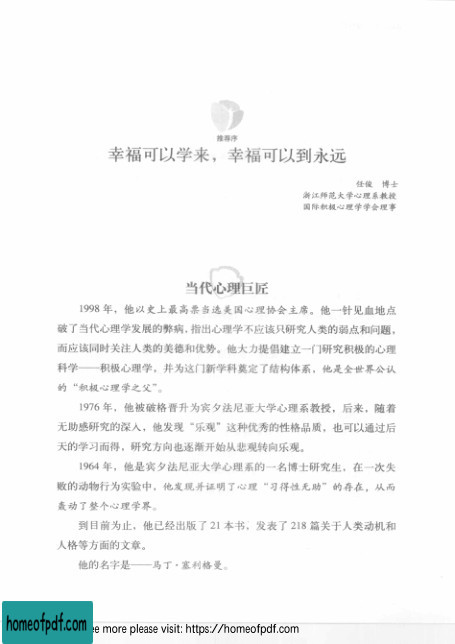 推荐序
幸福可以学来，幸福可以到永远
任俊 博士
浙江师范大学心理系教授
国际积极心理学学会理事
当代心理巨匠
1998 年，他以史上最高票当选美国心理协会主席。他一针见血地点
破了当代心理学发展的弊病，指出心理学不应该只研究人类的弱点和问题，
而应该同时关注人类的美德和优势。他大力提倡建立一门研究积极的心理
科学——积极心理学，并为这门新学科奠定了结构体系，他是全世界公认
的“积极心理学之父”。
1976 年，他被破格晋升为宾夕法尼亚大学心理系教授，后来，随着
无助感研究的深入，他发现“乐观”这种优秀的性格品质，也可以通过后
天的学习而得，研究方向也逐渐开始从悲观转向乐观。
1964 年，他是宾夕法尼亚大学心理系的一名博士研究生，在一次失
败的动物行为实验中，他发现并证明了心理“习得性无助”的存在，从而
轰动了整个心理学界。
到目前为止，他已经出版了 21 本书，发表了 218 篇关于人类动机和
人格等方面的文章。
他的名字是——马丁·塞利格曼。
homeofpdf.com
ee more please visit: https://homeofpdf.com